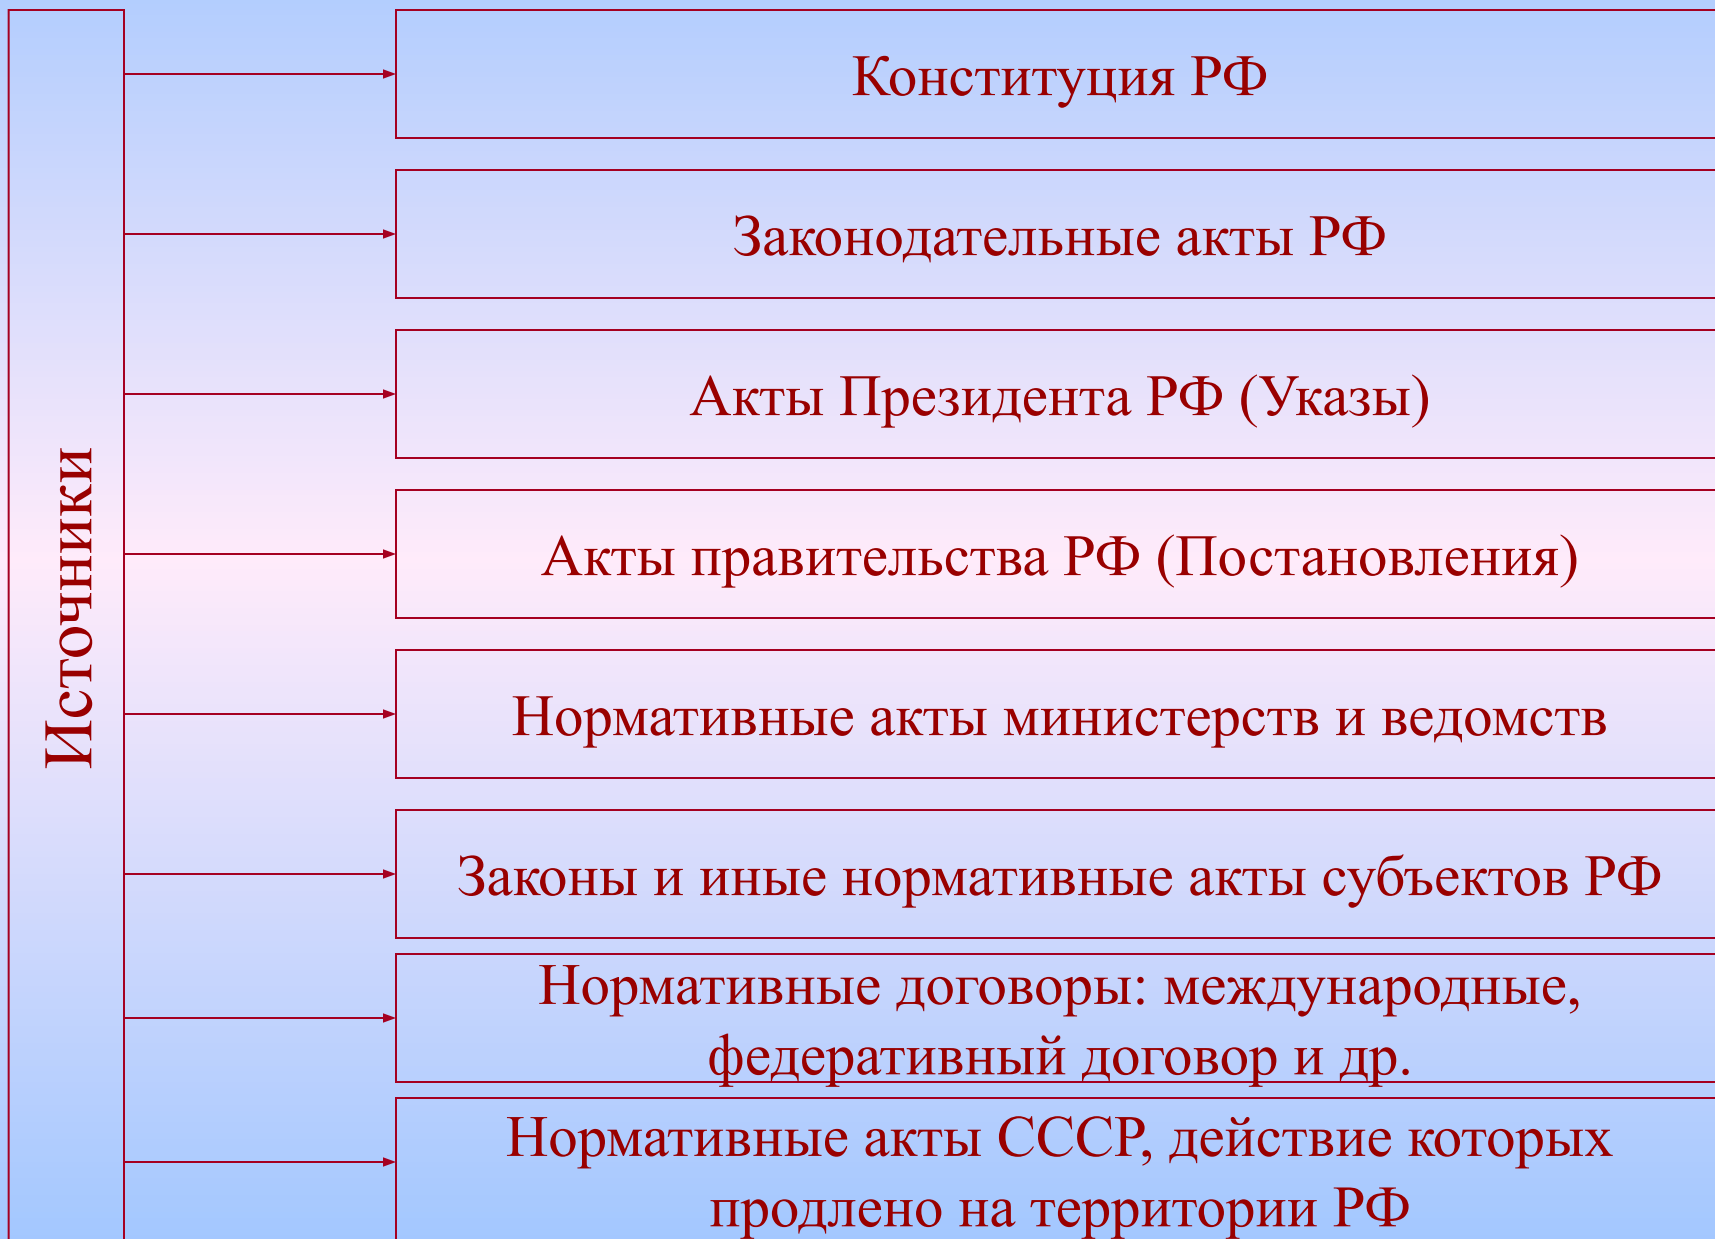 Источники
Конституция РФ
Законодательные акты РФ
Акты Президента РФ (Указы)
Акты правительства РФ (Постановления)
Нормативные акты министерств и ведомств
Законы и иные нормативные акты субъектов РФ
Нормативные договоры: международные,
федеративный договор и др.
Нормативные акты СССР, действие которых
продлено на территории РФ